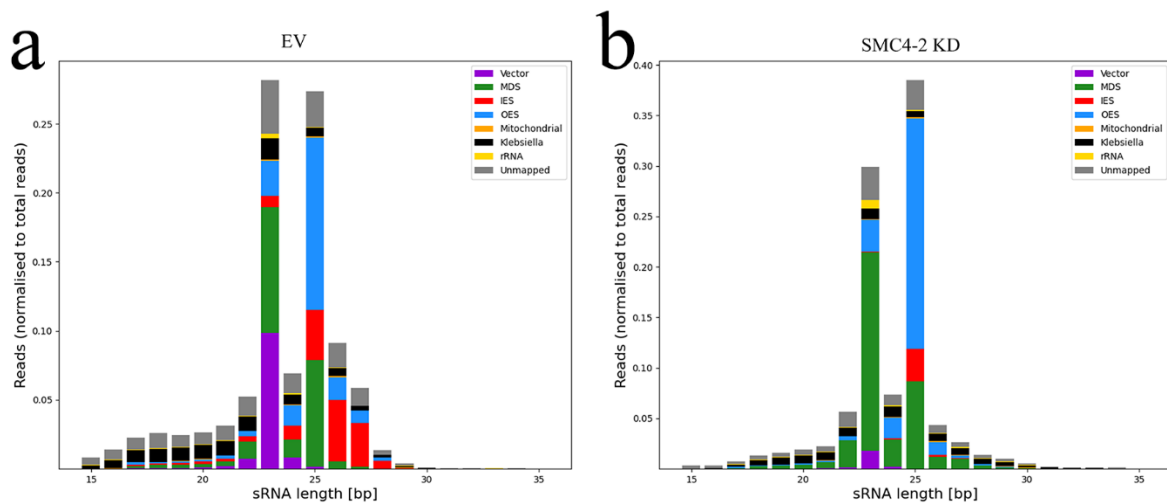 a
EV
Reads (normalised to total reads)
0.25
0.20
0.15
0.10
0.05
15
20
25
30
35
sRNA length [bp]
Vector
MDS
IES
OES
Mitochondrial
Klebsiella
rRNA
Unmapped
b
SMC4-2 KD
Reads (normalised to total reads)
0.40
0.35
0.30
0.25
0.20
0.15
0.10
0.05
15
20
25
30
35
sRNA length [bp]
Vector
MDS
IES
OES
Mitochondrial
Klebsiella
rRNA
Unmapped